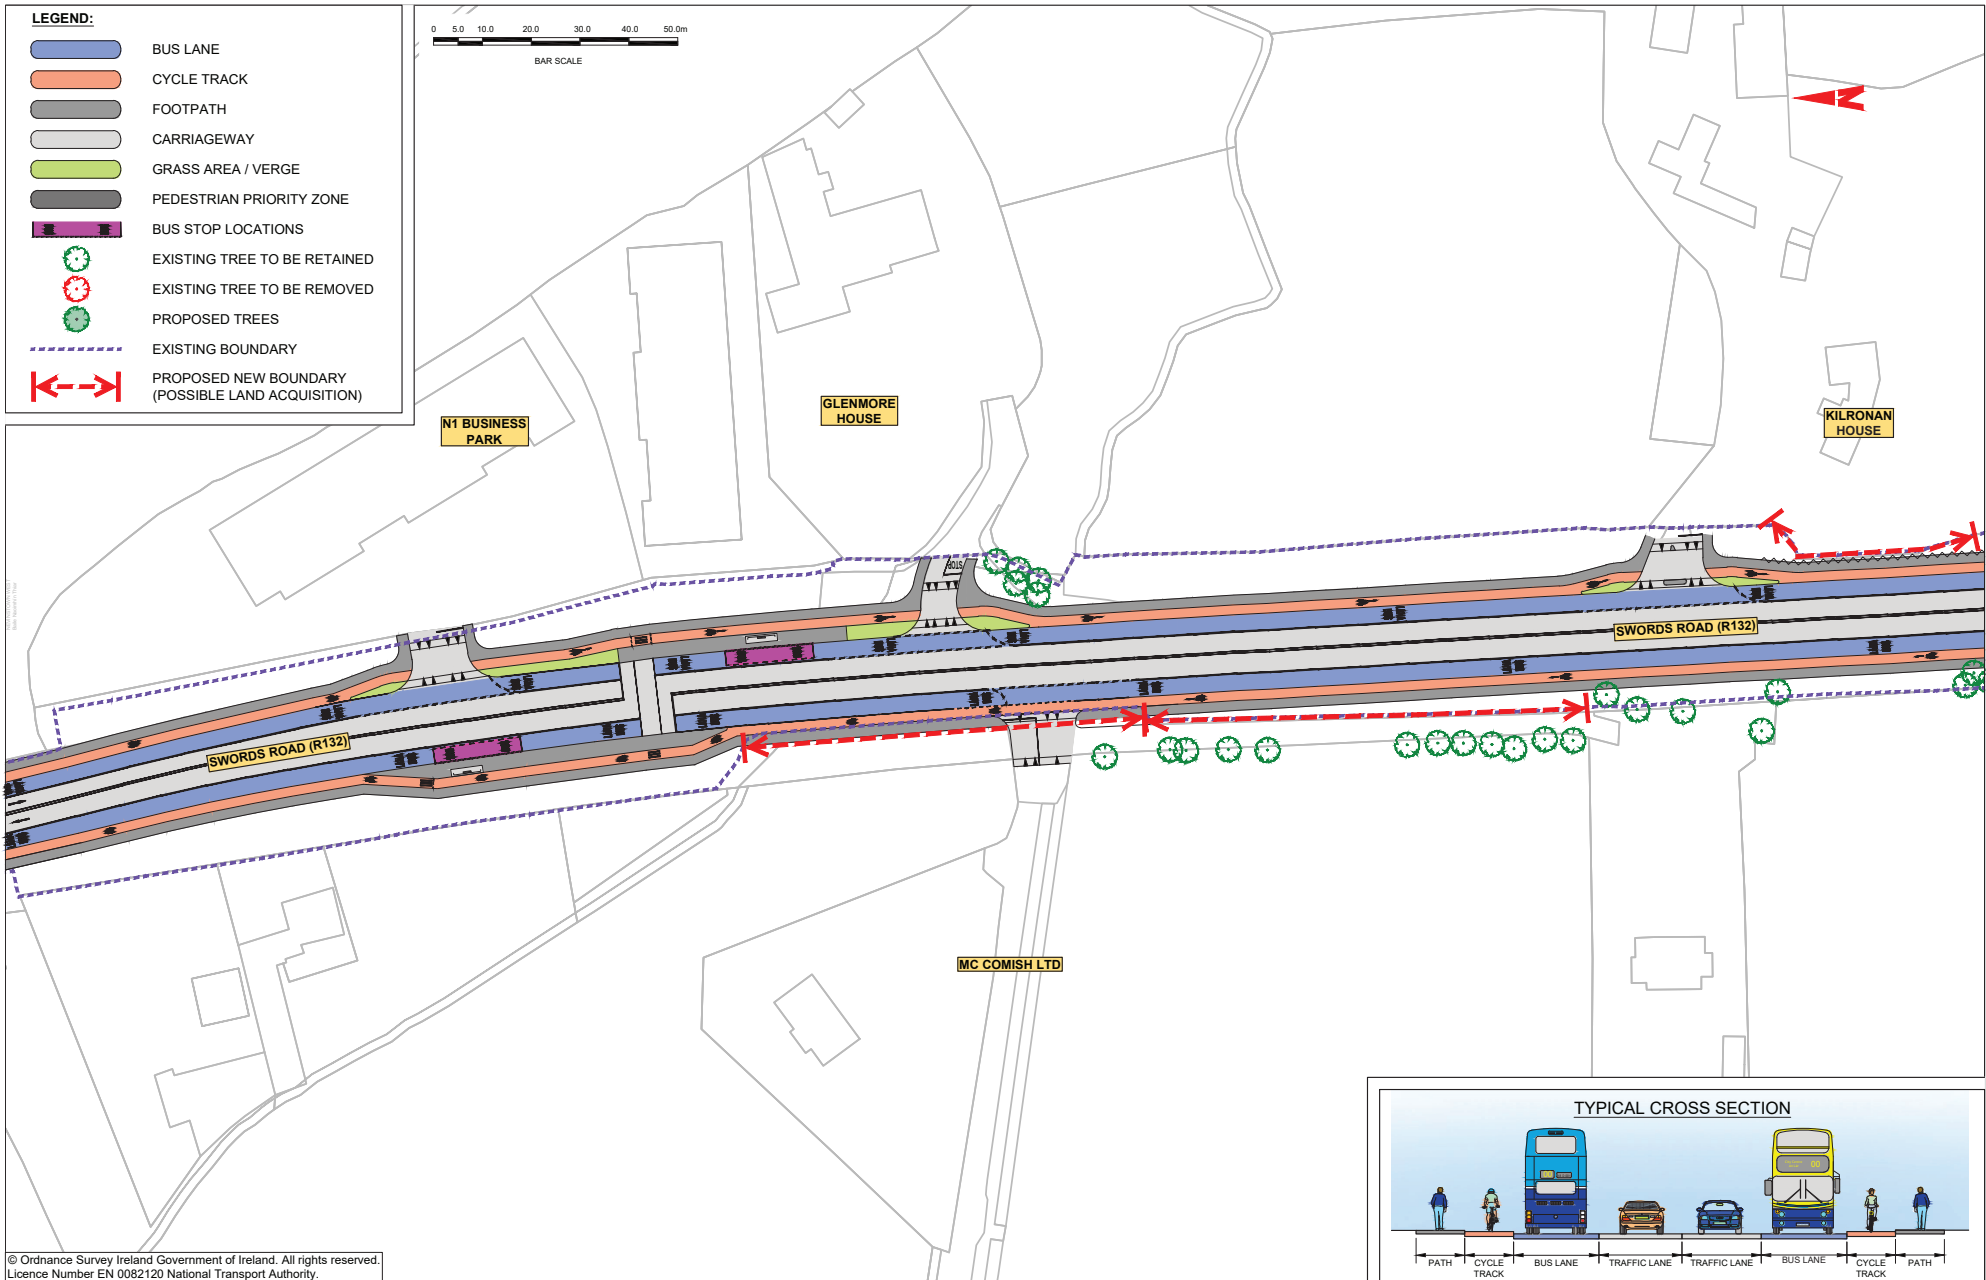 LEGEND:
BUS LANE
CYCLE TRACK
FOOTPATH
CARRIAGEWAY
GRASS AREA / VERGE
PEDESTRIAN PRIORITY ZONE
BUS STOP LOCATIONS
EXISTING TREE TO BE RETAINED
EXISTING TREE TO BE REMOVED
PROPOSED TREES
EXISTING BOUNDARY
PROPOSED NEW BOUNDARY
(POSSIBLE LAND ACQUISITION)
0 5.0 10.0 20.0 30.0 40.0 50.0m
BAR SCALE
N
N1 BUSINESS
PARK
GLENMORE
HOUSE
KILRONAN
HOUSE
STOP
SWORDS ROAD (R132)
SWORDS ROAD (R132)
MC COMISH LTD
TYPICAL CROSS SECTION
00
00
PATH
CYCLE
TRACK
BUS LANE
TRAFFIC LANE
TRAFFIC LANE
BUS LANE
CYCLE
TRACK
PATH
© Ordnance Survey Ireland Government of Ireland. All rights reserved.
Licence Number EN 0082120 National Transport Authority.